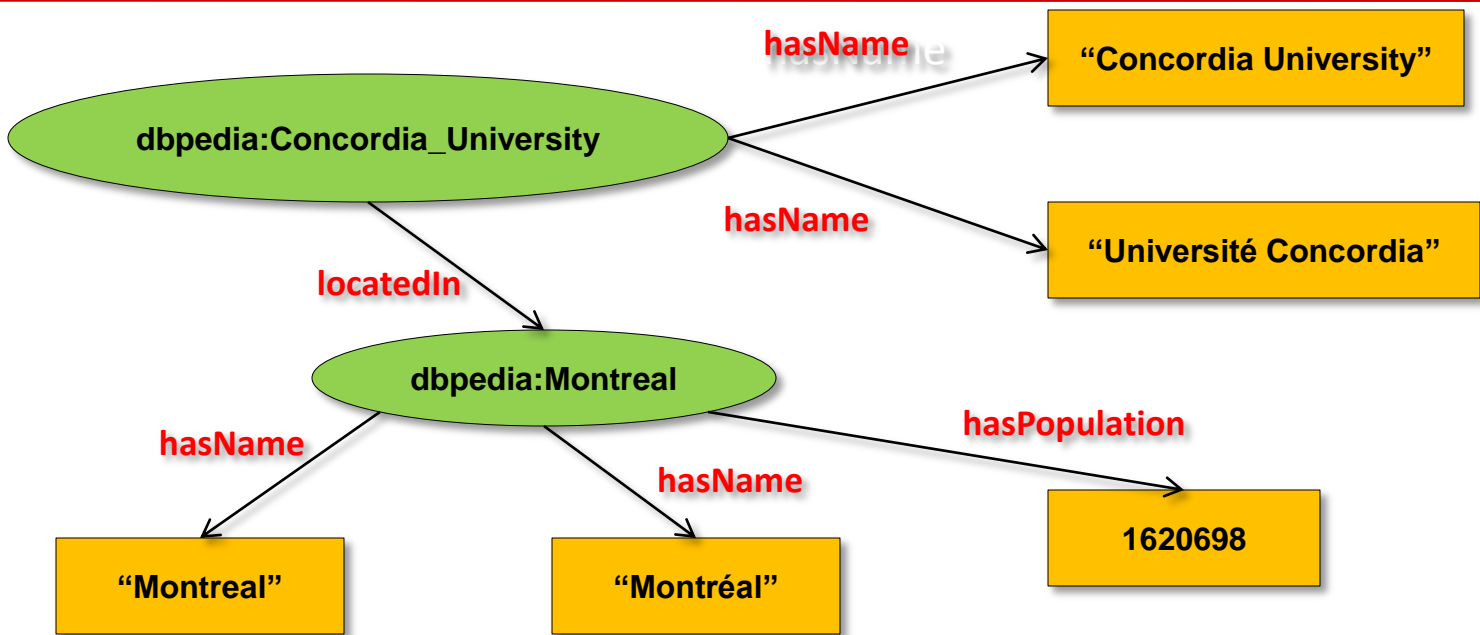 hasName
“Concordia University”
dbpedia:Concordia_University
hasName
“Université Concordia”
locatedIn
dbpedia:Montreal
hasName
hasName
hasPopulation
1620698
“Montreal”
“Montréal”